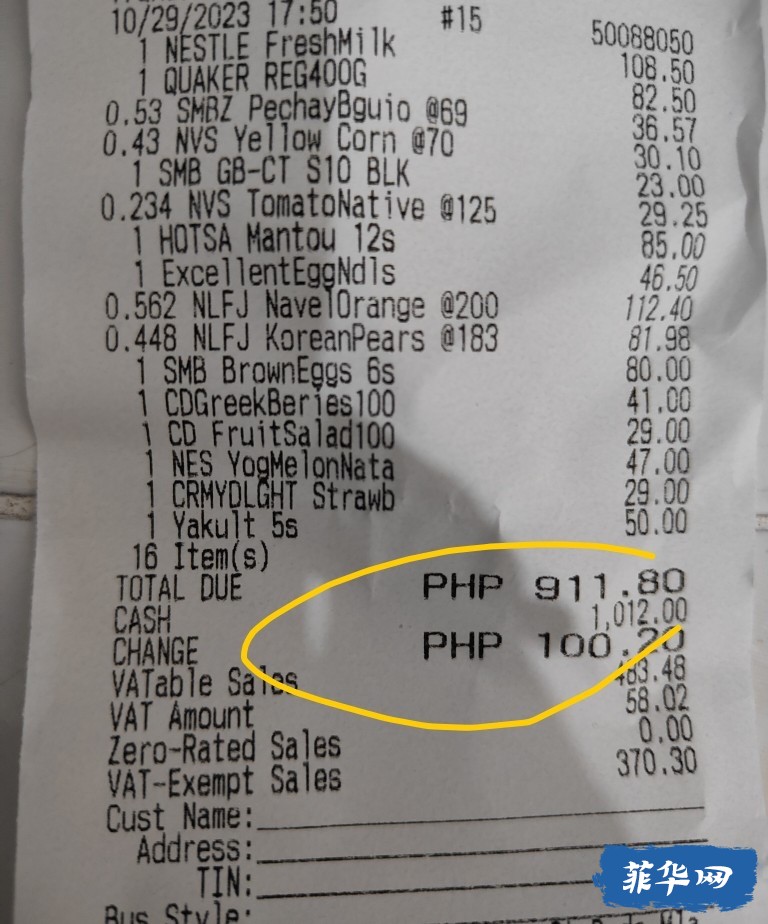 10/29/2023 17:50 #15 50088050
1 NESTLE FreshMilk 108.50
1 QUAKER REG400G 82.50
0.53 SMBZ PechayBguio @69 36.57
0.43 NVS Yellow Corn @70 30.10
1 SMB GB-CT S10 BLK 23.00
0.234 NVS TomatoNative @125 29.25
1 HOTSA Mantou 12s 85.00
1 ExcellentEggNdls 46.50
0.562 NLFJ NavelOrange @200 112.40
0.448 NLFJ KoreanPears @183 81.98
1 SMB BrownEggs 6s 80.00
1 CDGreekBeries100 41.00
1 CD FruitSalad100 29.00
1 NES YogMelonNata 47.00
1 CRMYDLGHT Strawb 29.00
1 Yakult 5s 50.00
16 Item(s)
TOTAL DUE PHP 911.80
CASH 1,012.00
CHANGE PHP 100.20
VATable Sales 483.48
VAT Amount 58.02
Zero-Rated Sales 0.00
VAT-Exempt Sales 370.30
Cust Name:
Address:
TIN:
Bus Style:
菲华网